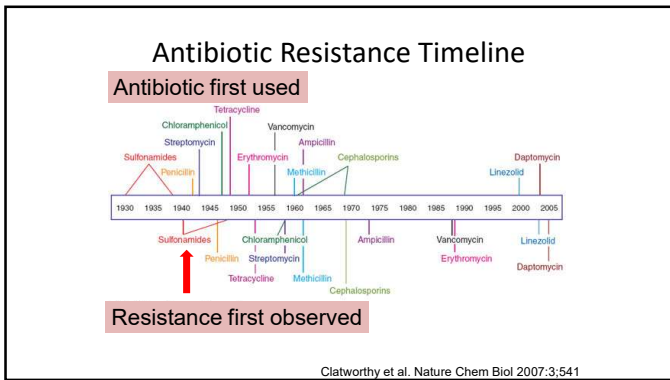 Antibiotic Resistance Timeline
Antibiotic first used
Tetracycline
Chloramphenicol
Vancomycin
Streptomycin
Ampicillin
Sulfonamides
Erythromycin
Cephalosporins
Daptomycin
Penicillin
Methicillin
Linezolid
1930 1935 1940 1945 1950 1955 1960 1965 1970 1975 1980 1985 1990 1995 2000 2005
Sulfonamides
Chloramphenicol
Ampicillin
Vancomycin
Linezolid
Penicillin
Streptomycin
Erythromycin
Tetracycline
Methicillin
Daptomycin
Cephalosporins
Resistance first observed
Clatworthy et al. Nature Chem Biol 2007:3;541